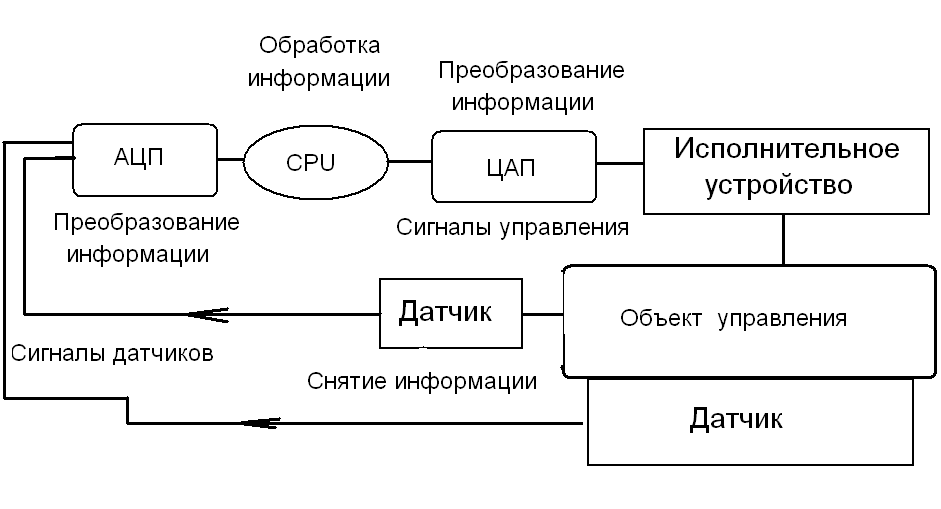 Обработка
информации
Преобразование
информации
АЦП
CPU
ЦАП
Исполнительное
устройство
Преобразование
информации
Сигналы управления
Датчик
Объект управления
Сигналы датчиков
Снятие информации
Датчик